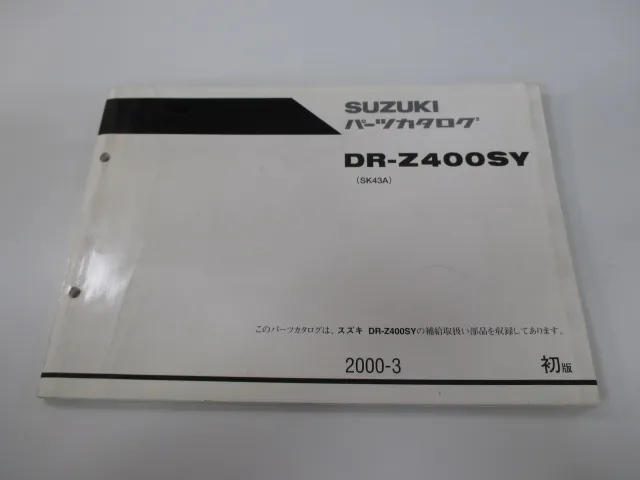 SUZUKI
パーツカタログ
DR-Z400SY
(SK43A)
このパーツカタログは、スズキ DR-Z400SYの補給取扱い部品を収録してあります。
2000-3 初版